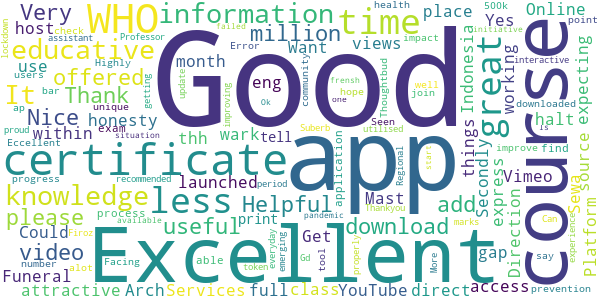 Very
WHO
information
time
place
health
500k
Online
failed
check
host
million
Professor
assistant
Yes
point
initiative
lockdown
educative
Highly
Error
Want
views
impact
interactive
use
offered
month
users
bar
Good
eng
community
frensh
hope
Thoughtbud
well
join
Indonesia
great
working
course
downloaded
Is
It
Thank
update
getting
improving
Ok
one
ap
unique
Nice
within
honesty
proud
exam
Eccellent
situation
thh
wark
tell
Seen
utilised
Suberb
application
Regional
things
Secondly
halt
improve
find
certificate
app
start
source
expecting
progress
recommended
launched
period
Mast
express
Vimeo
Sewa
Platform
knowledge
less
Helpful
add
Direction
please
process
available
useful
print
pandemic
Thankyou
download
marks
Can
experience
Could
Excellent
Get
gap
say
number
Firoz
video
alot
able
token
everyday
emerging
Gd
tool
properly
More
access
Funeral
Facing
attractive
Arch
Services
full
class
YouTube
direct
prevention